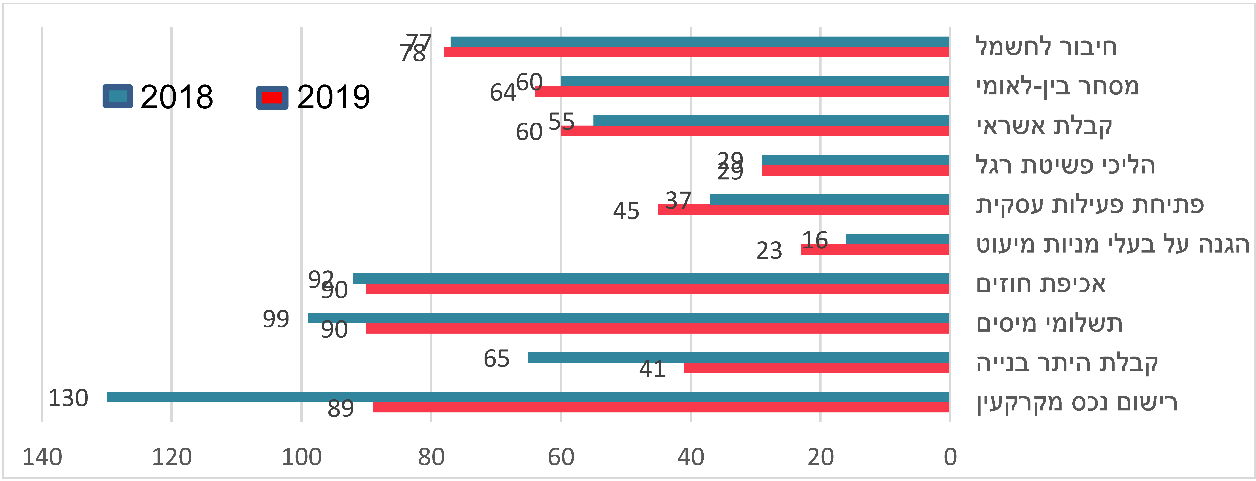 2018
2019
חיבור לחשמל 77 78
מסחר בין-לאומי 60 64
קבלת אשראי 55 60
הליכי פשיטת רגל 29 29
פתיחת פעילות עסקית 37 45
הגנה על בעלי מניות מיעוט 16 23
אכיפת חוזים 92 90
תשלומי מיסים 99 90
קבלת היתר בנייה 65 41
רישום נכס מקרקעין 130 89
140 120 100 80 60 40 20 0